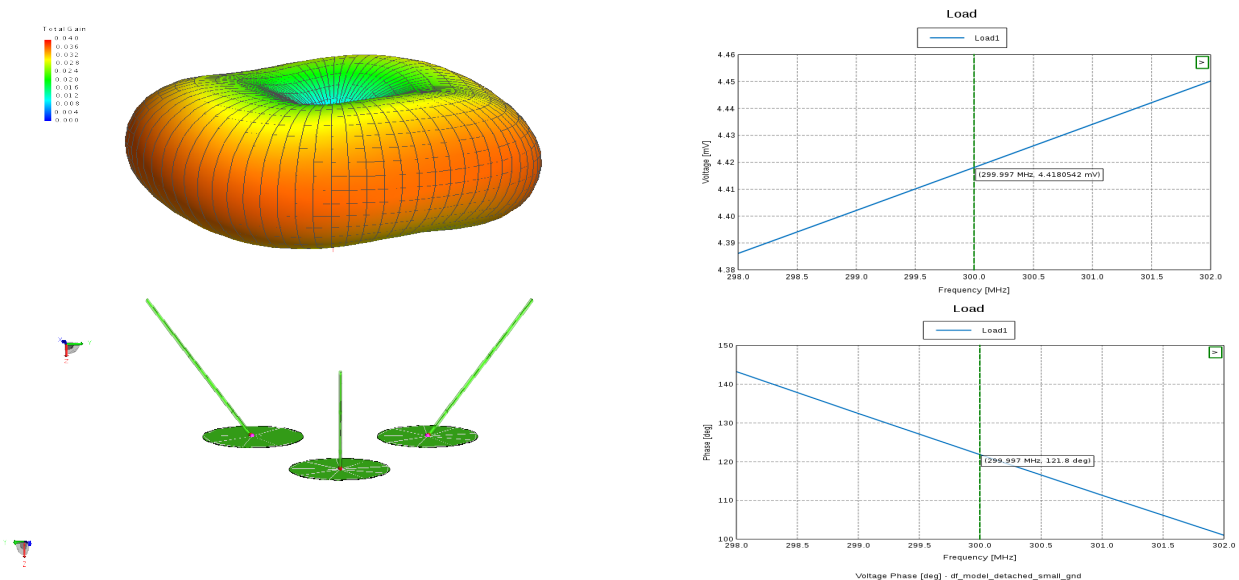 Total Gain
0.040
0.036
0.032
0.028
0.024
0.020
0.016
0.012
0.008
0.004
0.000
Load
Load1
>
4.46
4.45
4.44
4.43
4.42
4.41
4.40
4.39
4.38
Voltage [mV]
(299.997 MHz, 4.4180542 mV)
298.0 298.5 299.0 299.5 300.0 300.5 301.0 301.5 302.0
Frequency [MHz]
Load
Load1
>
150
140
130
120
110
100
Phase [deg]
(299.997 MHz, 121.8 deg)
298.0 298.5 299.0 299.5 300.0 300.5 301.0 301.5 302.0
Frequency [MHz]
Voltage Phase [deg] - df_model_detached_small_gnd